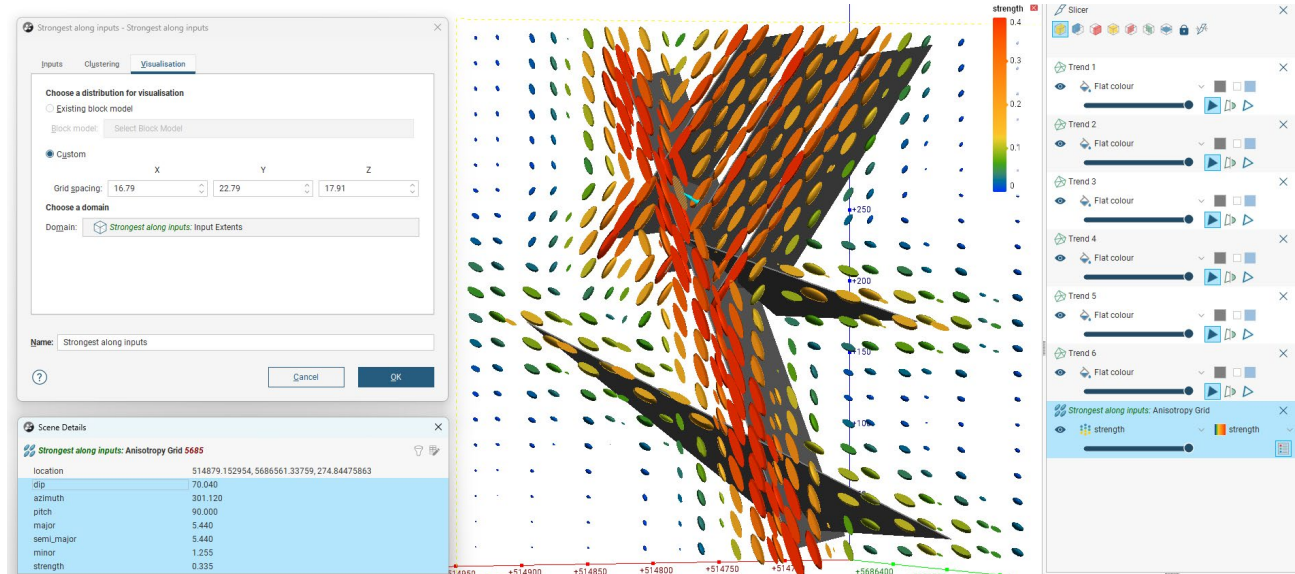 Strongest along inputs - Strongest along inputs
Inputs Clustering Visualisation
Choose a distribution for visualisation
Existing block model
Block model: Select Block Model
Custom
X Y Z
Grid spacing: 16.79 22.79 17.91
Choose a domain
Domain: Strongest along inputs: Input Extents
Name: Strongest along inputs
? Cancel OK
Scene Details
Strongest along inputs: Anisotropy Grid 5685
location 514879.152954, 5686561.33759, 274.84475863
dip 70.040
azimuth 301.120
pitch 90.000
major 5.440
semi_major 5.440
minor 1.255
strength 0.335
strength
0.4
0.3
0.2
0.1
0
+250
+200
+150
+514900 +514850 +514800 +514750 +5686400
Slicer
Trend 1
Flat colour
Trend 2
Flat colour
Trend 3
Flat colour
Trend 4
Flat colour
Trend 5
Flat colour
Trend 6
Flat colour
Strongest along inputs: Anisotropy Grid
strength strength